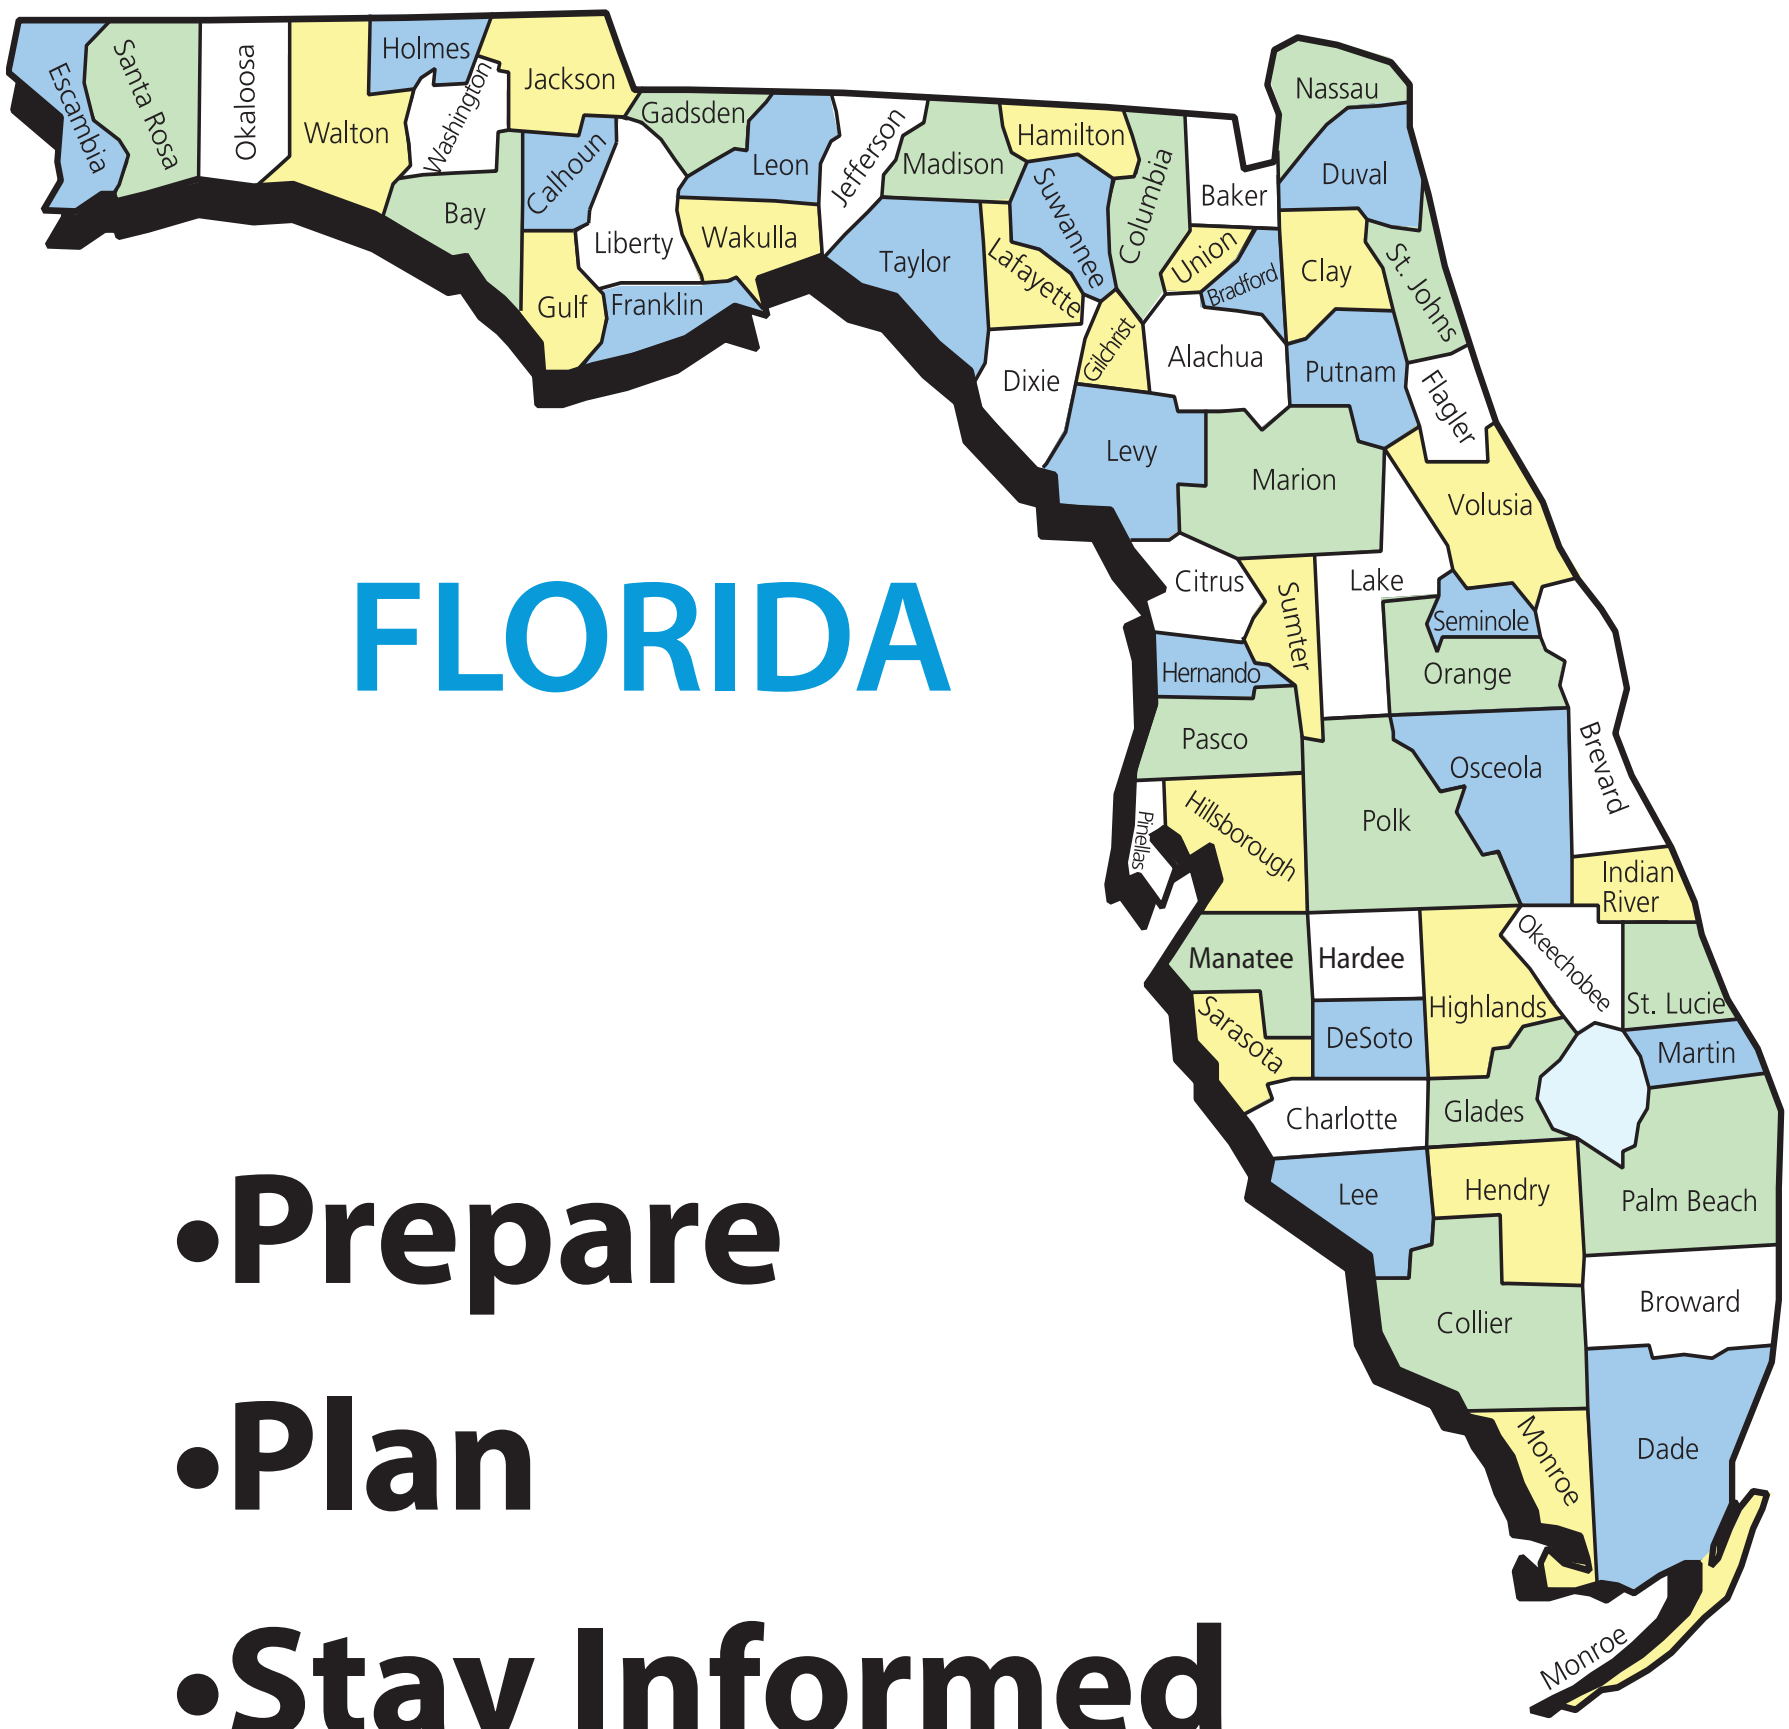 Escambia
Santa Rosa
Okaloosa
Walton
Holmes
Washington
Jackson
Bay
Calhoun
Gulf
Gadsden
Liberty
Franklin
Leon
Wakulla
Jefferson
Madison
Taylor
Hamilton
Suwannee
Lafayette
Dixie
Columbia
Gilchrist
Levy
Baker
Union
Bradford
Alachua
Nassau
Duval
Clay
St. Johns
Putnam
Flagler
Marion
Volusia
Citrus
Sumter
Lake
Seminole
Hernando
Orange
Pasco
Osceola
Brevard
Pinellas
Hillsborough
Polk
Indian
River
Manatee
Hardee
Okeechobee
Highlands
St. Lucie
Sarasota
DeSoto
Martin
Charlotte
Glades
Lee
Hendry
Palm Beach
Collier
Broward
Monroe
Dade
Monroe
FLORIDA
•Prepare
•Plan
•Stay Informed